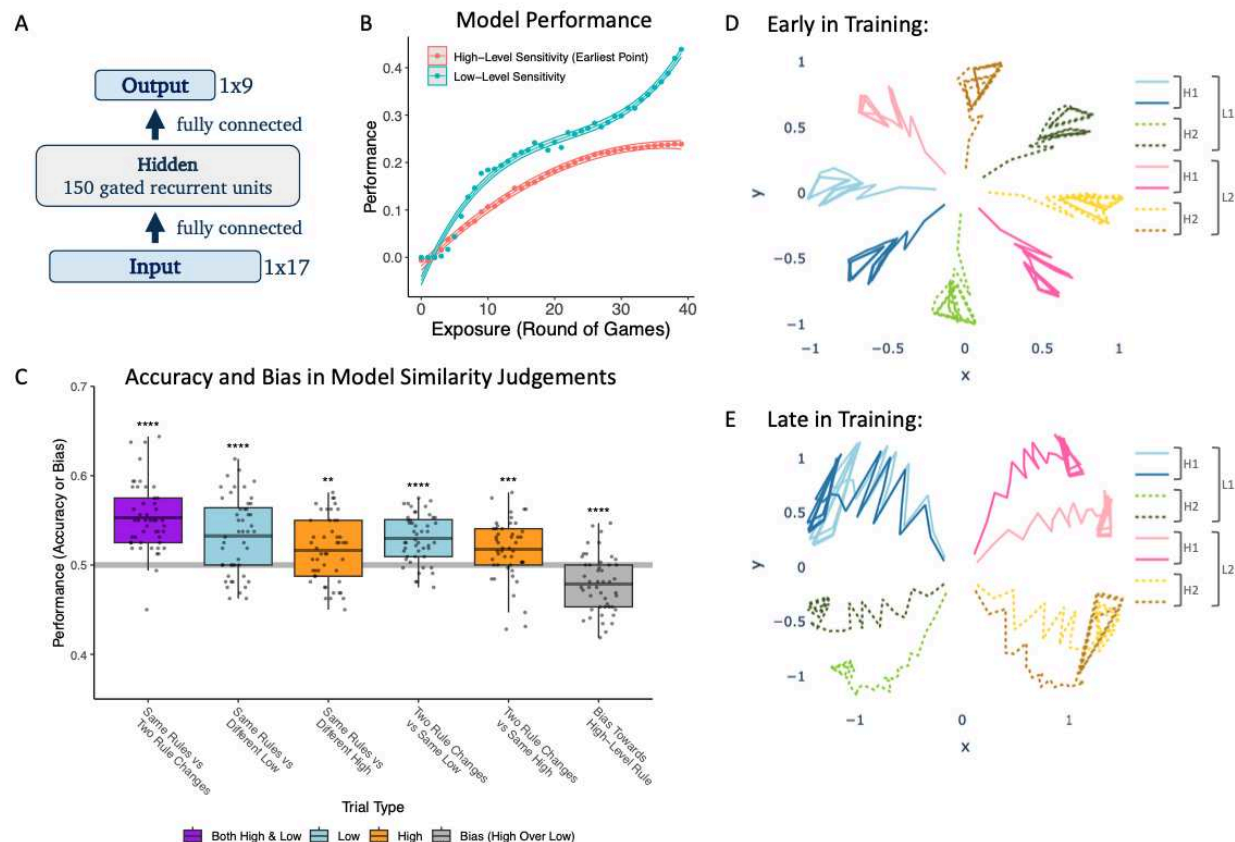 A
Output 1x9
fully connected
Hidden
150 gated recurrent units
fully connected
Input 1x17
B Model Performance
High-Level Sensitivity (Earliest Point)
Low-Level Sensitivity
Performance
0.4
0.3
0.2
0.1
0.0
0 10 20 30 40
Exposure (Round of Games)
C Accuracy and Bias in Model Similarity Judgements
Performance (Accuracy or Bias)
0.7
0.6
0.5
0.4
**** **** ** **** *** ****
Same Rules vs
Two Rule Changes
Same Rules vs
Different Low
Same Rules vs
Different High
Two Rule Changes
vs Same Low
Two Rule Changes
vs Same High
Bias Towards
High-Level Rule
Trial Type
Both High & Low Low High Bias (High Over Low)
D Early in Training:
y
1
0.5
0
−0.5
−1
−1 −0.5 0 0.5 1
x
H1
L1
H2
H1
L2
H2
E Late in Training:
y
1
0.5
0
−0.5
−1
−1 0 1
x
H1
L1
H2
H1
L2
H2